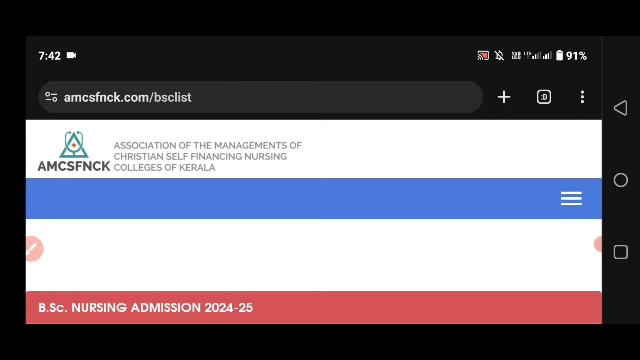 7:42
91%
amcsfnck.com/bsclist
:D
AMCSFNCK
ASSOCIATION OF THE MANAGEMENTS OF
CHRISTIAN SELF FINANCING NURSING
COLLEGES OF KERALA
B.Sc. NURSING ADMISSION 2024-25